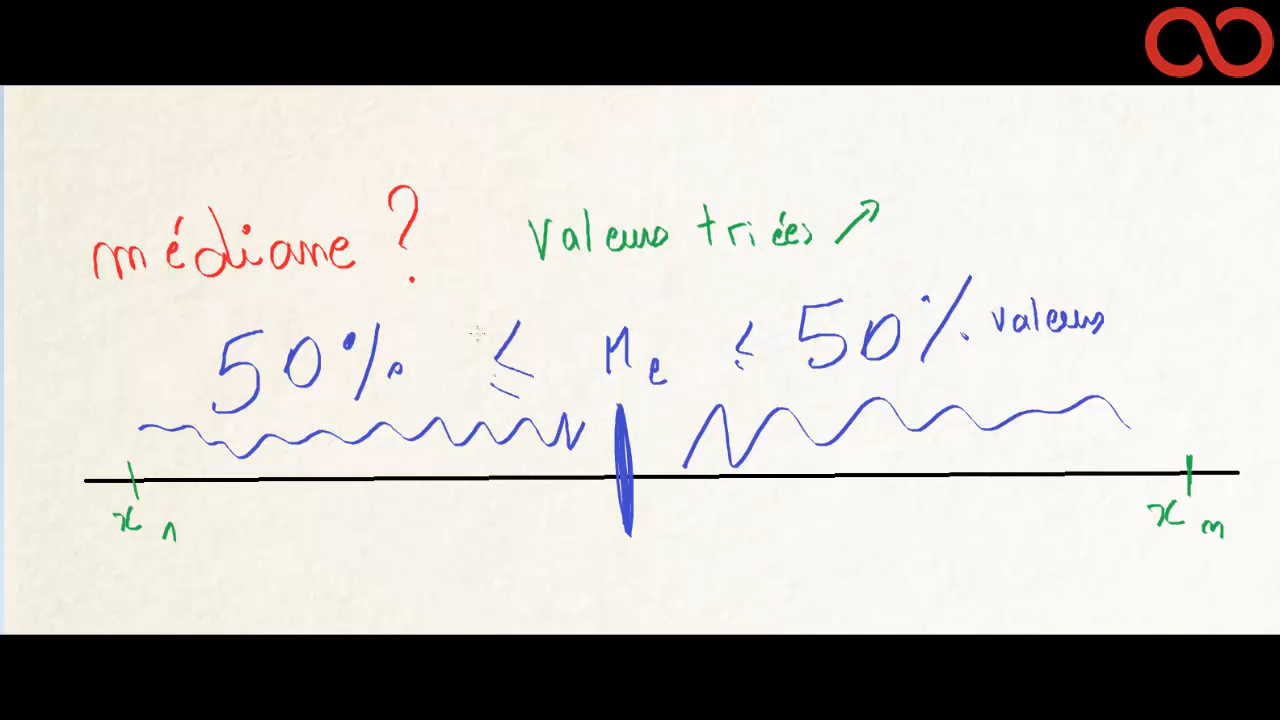 médiane ? valeurs triées ↗
50% ≤ Me ≤ 50% valeurs
x1 xn